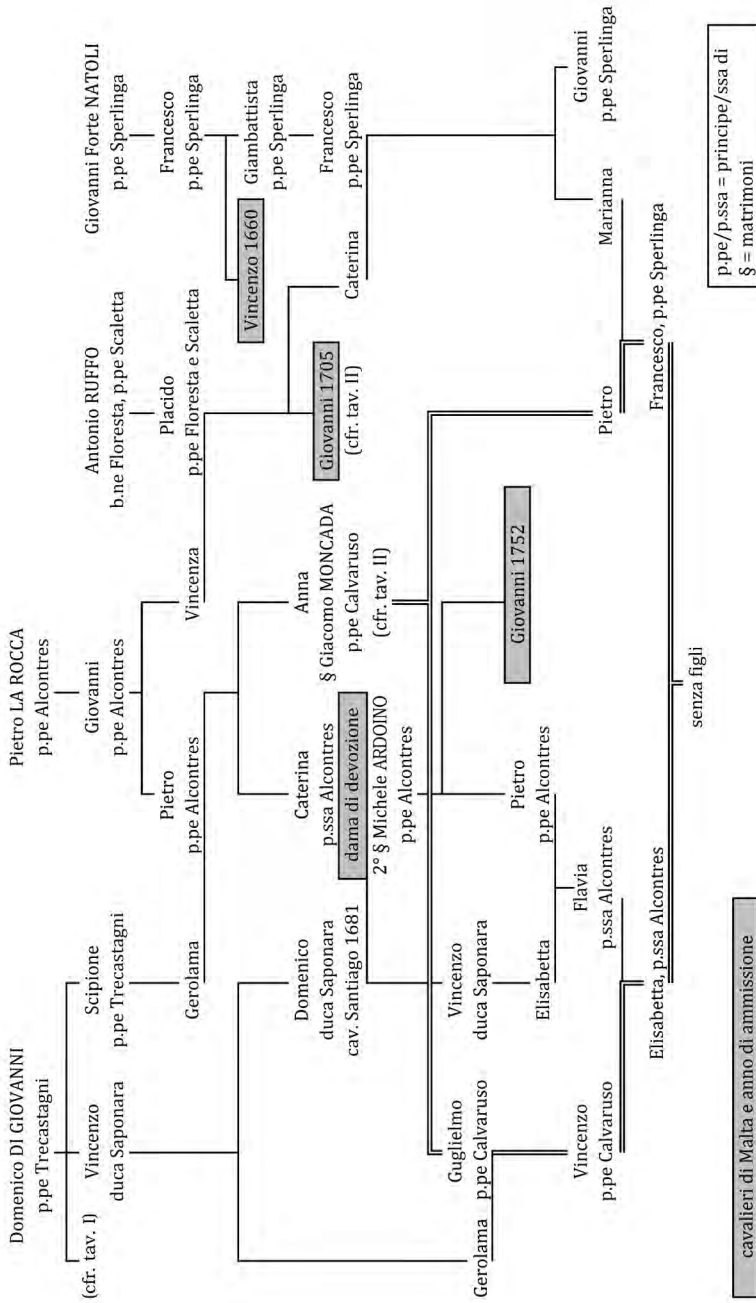 Domenico DI GIOVANNI
p.pe Trecastagni
Pietro LA ROCCA
p.pe Alcontres
(cfr. tav. I)
Vincenzo
duca Saponara
Scipione
p.pe Trecastagni
Giovanni
p.pe Alcontres
Antonio RUFFO
b.ne Floresta, p.pe Scaletta
Giovanni Forte NATOLI
p.pe Sperlinga
Gerolama
Pietro
p.pe Alcontres
Vincenza
Placido
p.pe Floresta e Scaletta
Francesco
p.pe Sperlinga
Vincenzo 1660
Giambattista
p.pe Sperlinga
Domenico
duca Saponara
cav. Santiago 1681
Caterina
p.ssa Alcontres
dama di devozione
2° § Michele ARDOINO
p.pe Alcontres
Anna
§ Giacomo MONCADA
p.pe Calvaruso
(cfr. tav. II)
Giovanni 1705
(cfr. tav. II)
Caterina
Francesco
p.pe Sperlinga
Gerolama
Guglielmo
p.pe Calvaruso
Vincenzo
duca Saponara
Pietro
p.pe Alcontres
Giovanni 1752
Elisabetta
Pietro
Marianna
Giovanni
p.pe Sperlinga
Vincenzo
p.pe Calvaruso
Flavia
p.ssa Alcontres
Francesco, p.pe Sperlinga
Elisabetta, p.ssa Alcontres
senza figli
cavalieri di Malta e anno di ammissione
p.pe/p.ssa = principe/ssa di
§ = matrimoni